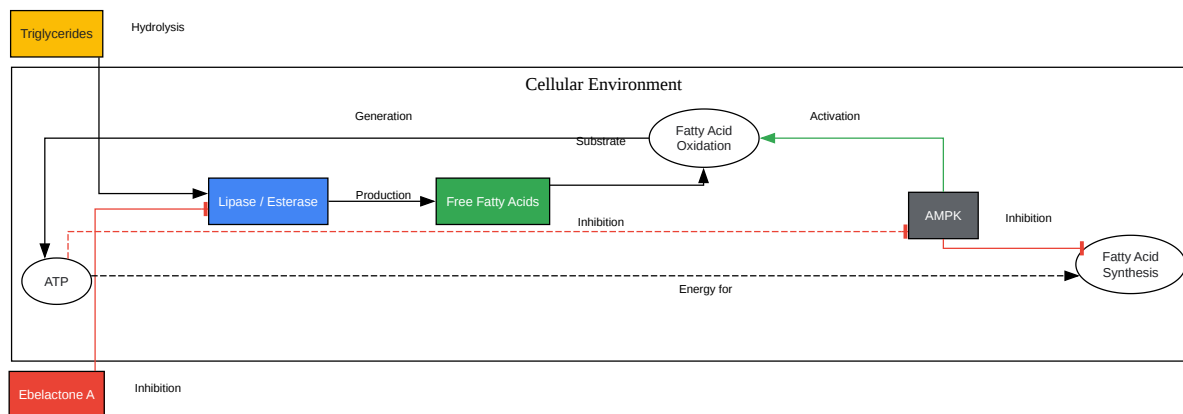 Triglycerides
Hydrolysis
Cellular Environment
Generation
Fatty Acid
Oxidation
Substrate
Activation
Lipase / Esterase
Production
Free Fatty Acids
AMPK
Inhibition
Inhibition
Fatty Acid
Synthesis
ATP
Energy for
Ebelactone A
Inhibition